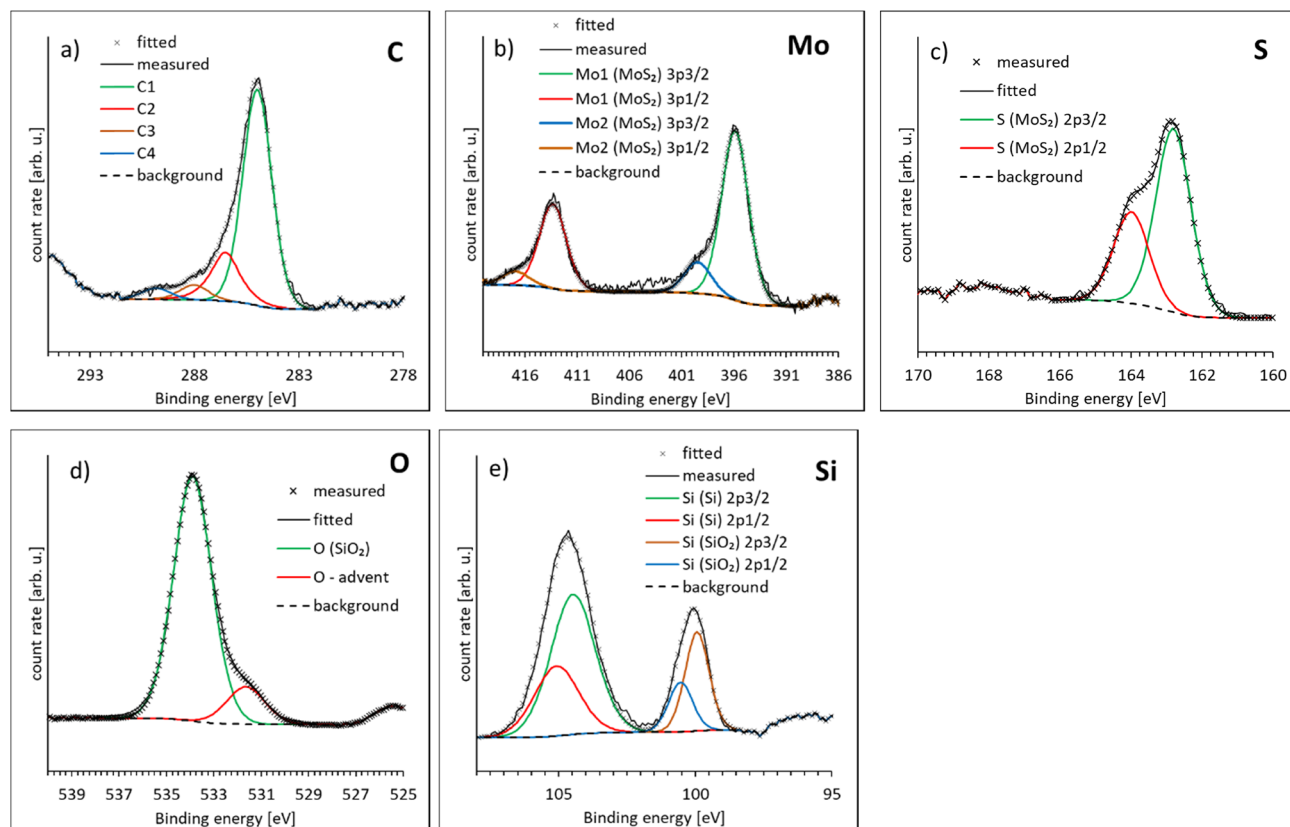 a)
C
× fitted
measured
C1
C2
C3
C4
background
count rate [arb. u.]
293 288 283 278
Binding energy [eV]
b)
Mo
× fitted
measured
Mo1 (MoS₂) 3p3/2
Mo1 (MoS₂) 3p1/2
Mo2 (MoS₂) 3p3/2
Mo2 (MoS₂) 3p1/2
background
count rate [arb. u.]
416 411 406 401 396 391 386
Binding energy [eV]
c)
S
× measured
fitted
S (MoS₂) 2p3/2
S (MoS₂) 2p1/2
background
count rate [arb. u.]
170 168 166 164 162 160
Binding energy [eV]
d)
O
× measured
fitted
O (SiO₂)
O - advent
background
count rate [arb. u.]
539 537 535 533 531 529 527 525
Binding energy [eV]
e)
Si
× fitted
measured
Si (Si) 2p3/2
Si (Si) 2p1/2
Si (SiO₂) 2p3/2
Si (SiO₂) 2p1/2
background
count rate [arb. u.]
105 100 95
Binding energy [eV]